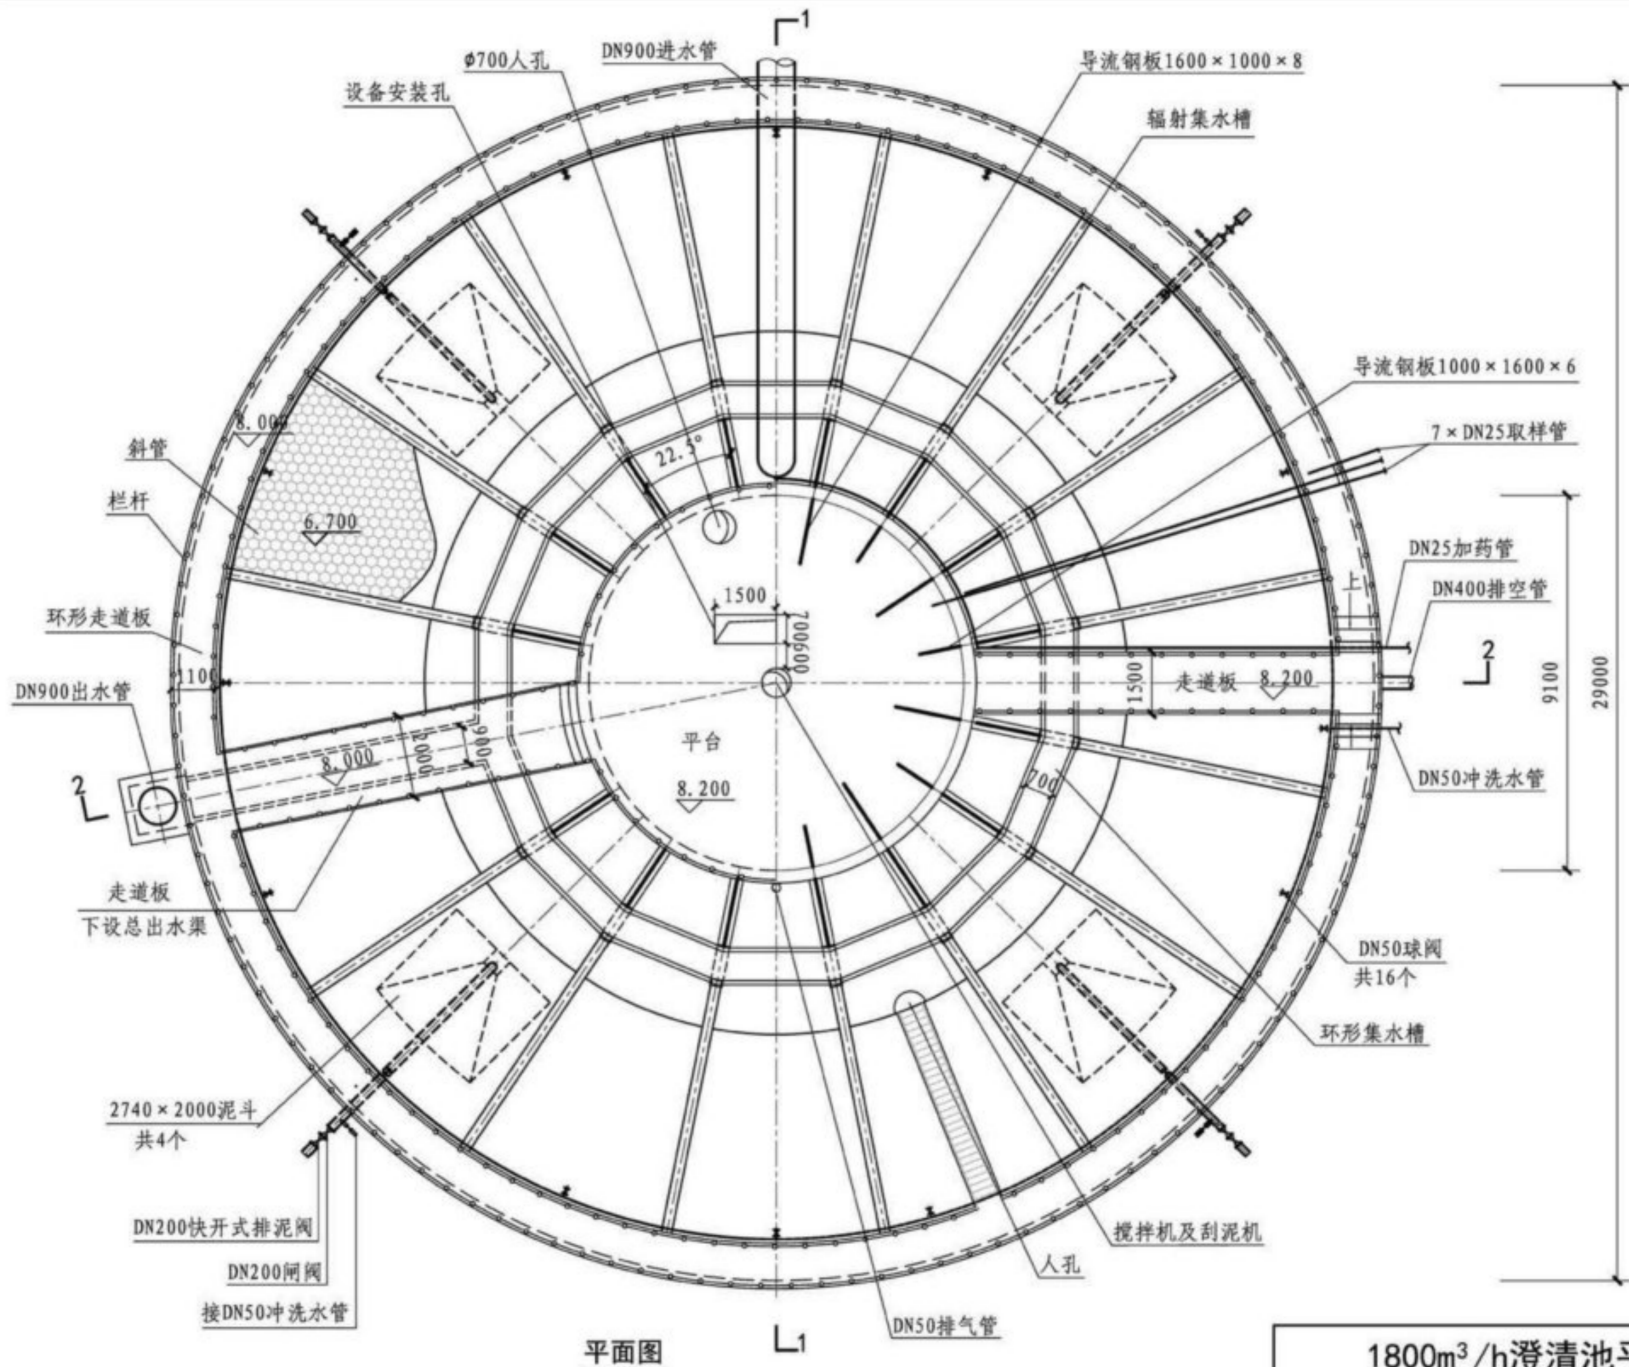 1
DN900进水管
φ700人孔
导流钢板1600×1000×8
设备安装孔
辐射集水槽
导流钢板1000×1600×6
8.000
7×DN25取样管
斜管
22.5°
栏杆
6.700
DN25加药管
上
DN400排空管
1500
700
600
环形走道板
1100
2
DN900出水管
1500
走道板
8.200
9100
29000
平台
900
2000
8.000
8.200
700
DN50冲洗水管
2
走道板
下设总出水渠
DN50球阀
共16个
环形集水槽
2740×2000泥斗
共4个
DN200快开式排泥阀
搅拌机及刮泥机
人孔
DN200闸阀
接DN50冲洗水管
DN50排气管
1
平面图
1800m³/h澄清池平